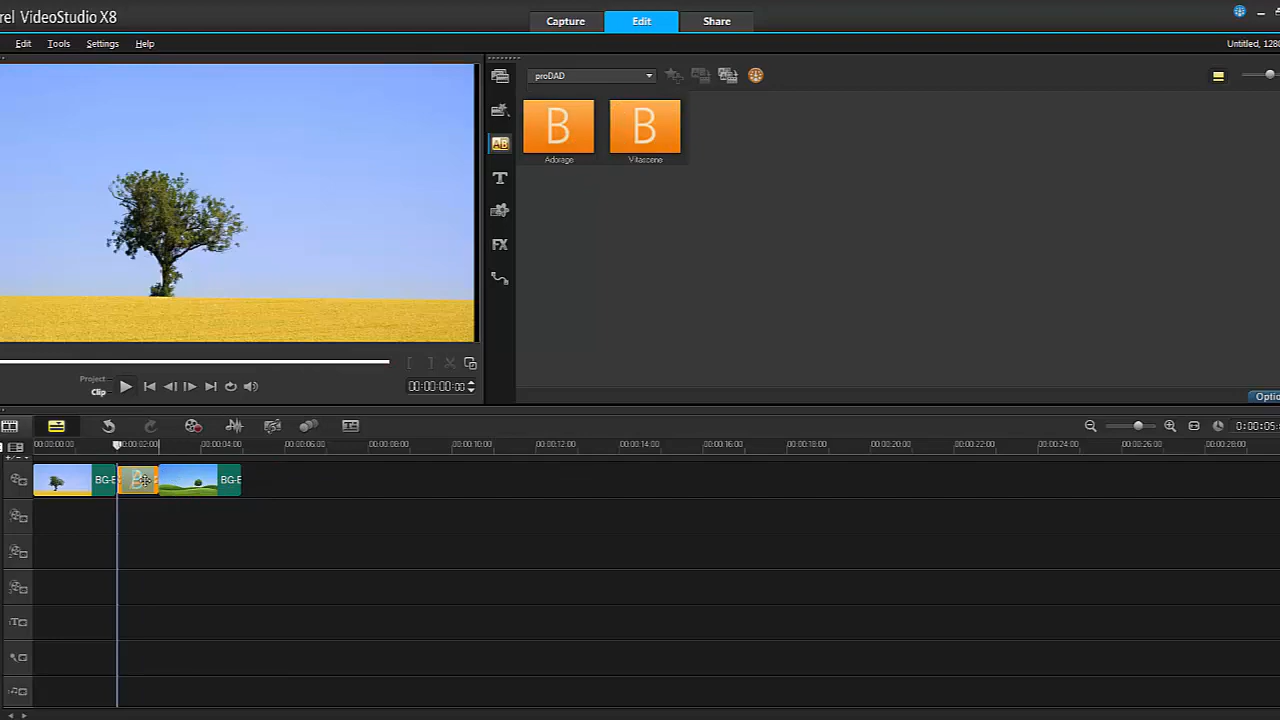 rel VideoStudio X8
Capture
Edit
Share
Edit
Tools
Settings
Help
Untitled, 1280
proDAD
B
Adorage
B
Vitascene
AB
T
FX
Project
Clip
00:00:00:00
Optio
00:00:00:00
00:00:02:00
00:00:04:00
00:00:06:00
00:00:08:00
00:00:10:00
00:00:12:00
00:00:14:00
00:00:16:00
00:00:18:00
00:00:20:00
00:00:22:00
00:00:24:00
00:00:26:00
00:00:28:00
0:00:05:
BG-B
B
BG-B